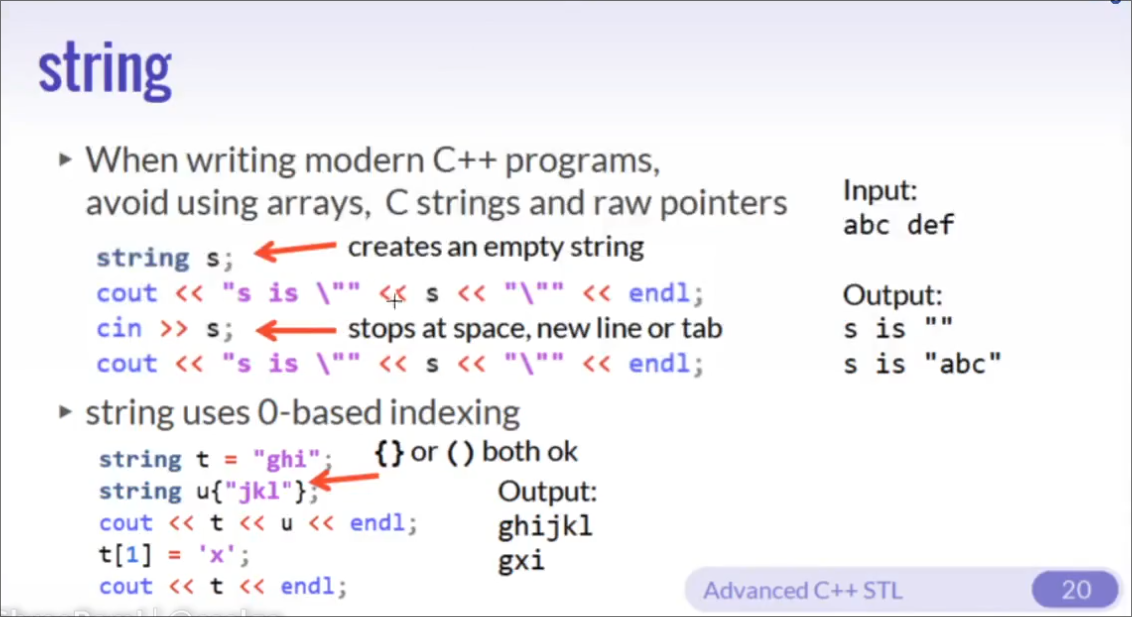 string
▸ When writing modern C++ programs,
avoid using arrays, C strings and raw pointers
string s;
creates an empty string
cout << "s is \"" << s << "\"" << endl;
cin >> s;
stops at space, new line or tab
cout << "s is \"" << s << "\"" << endl;
Input:
abc def
Output:
s is ""
s is "abc"
▸ string uses 0-based indexing
string t = "ghi";
{} or () both ok
string u{"jkl"};
cout << t << u << endl;
t[1] = 'x';
cout << t << endl;
Output:
ghijkl
gxi
Advanced C++ STL
20